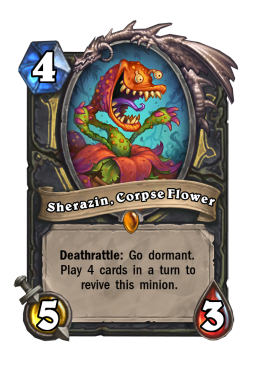 4
Sherazin, Corpse Flower
Deathrattle: Go dormant.
Play 4 cards in a turn to
revive this minion.
5
3